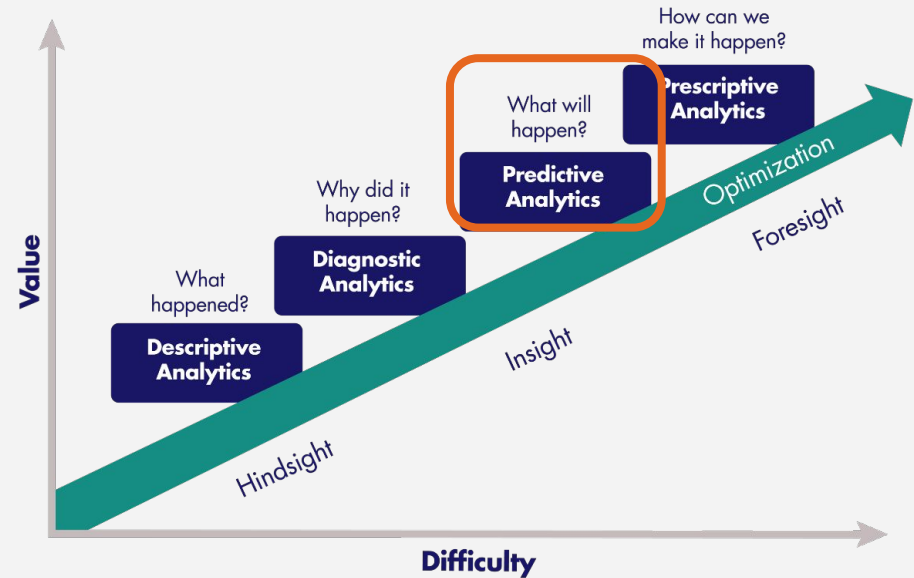 How can we
make it happen?
Prescriptive
Analytics
What will
happen?
Predictive
Analytics
Why did it
happen?
Diagnostic
Analytics
What
happened?
Descriptive
Analytics
Optimization
Foresight
Insight
Hindsight
Value
Difficulty